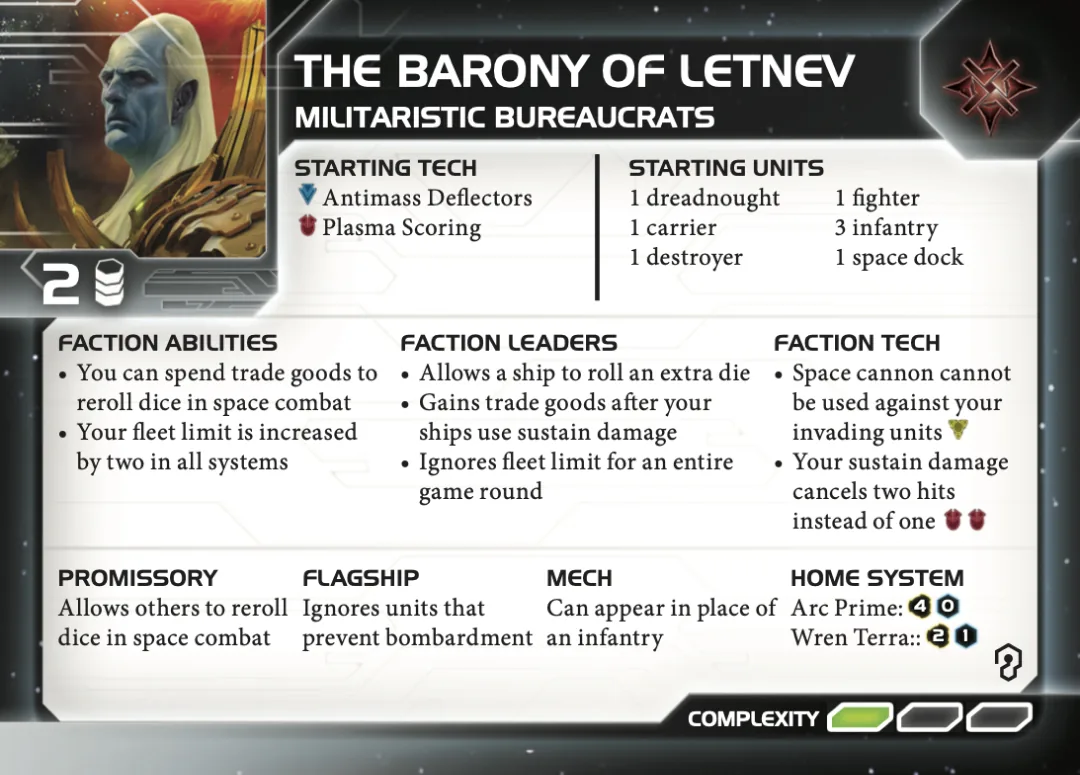 THE BARONY OF LETNEV
MILITARISTIC BUREAUCRATS
2
STARTING TECH
Antimass Deflectors
Plasma Scoring
STARTING UNITS
1 dreadnought
1 carrier
1 destroyer
1 fighter
3 infantry
1 space dock
FACTION ABILITIES
• You can spend trade goods to
reroll dice in space combat
• Your fleet limit is increased
by two in all systems
FACTION LEADERS
• Allows a ship to roll an extra die
• Gains trade goods after your
ships use sustain damage
• Ignores fleet limit for an entire
game round
FACTION TECH
• Space cannon cannot
be used against your
invading units
• Your sustain damage
cancels two hits
instead of one
PROMISSORY
Allows others to reroll
dice in space combat
FLAGSHIP
Ignores units that
prevent bombardment
MECH
Can appear in place of
an infantry
HOME SYSTEM
Arc Prime: 4 0
Wren Terra:: 2 1
COMPLEXITY